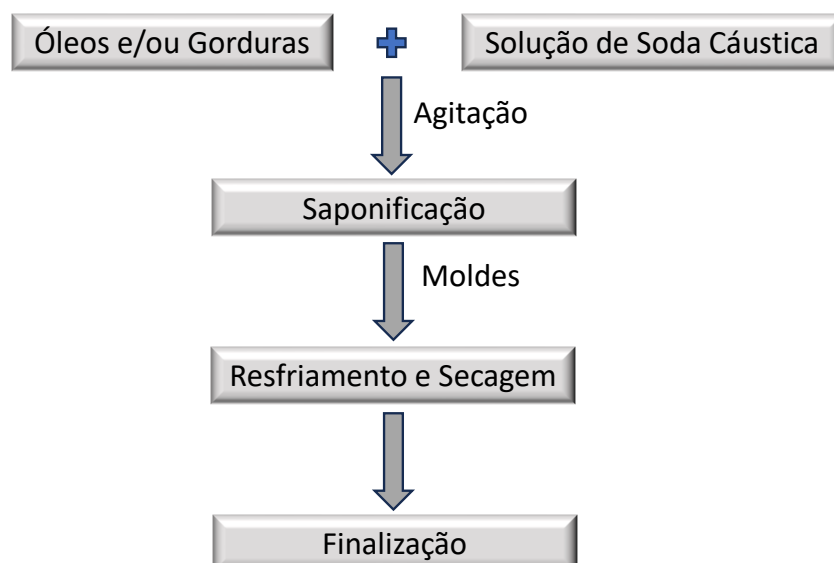 Óleos e/ou Gorduras
Solução de Soda Cáustica
Agitação
Saponificação
Moldes
Resfriamento e Secagem
Finalização